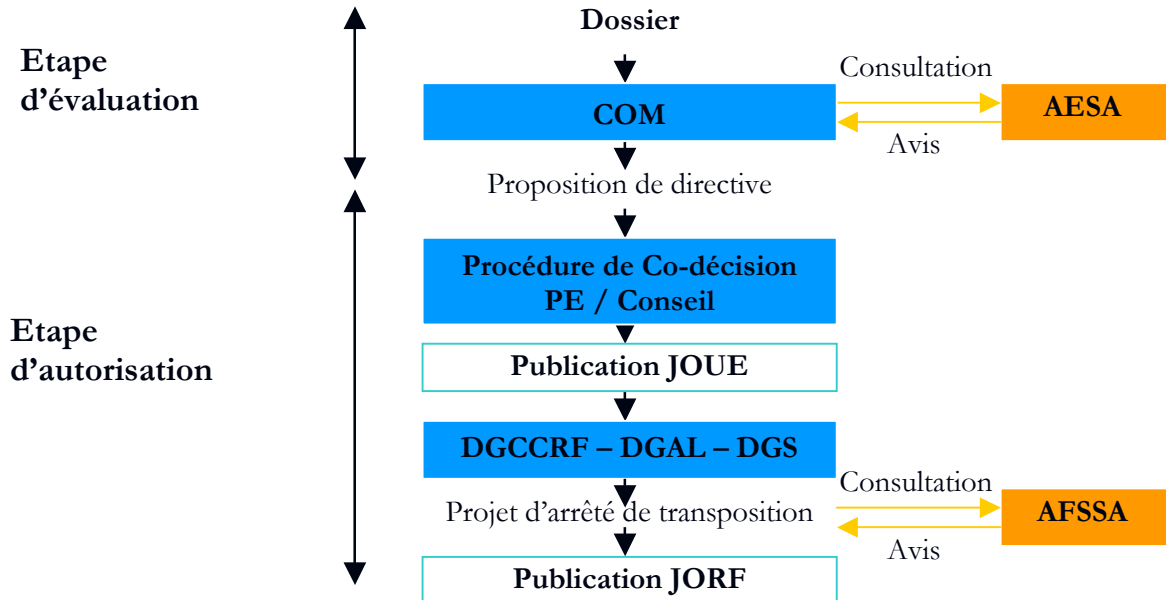 Dossier
Etape
d’évaluation
Consultation
COM
AESA
Avis
Proposition de directive
Procédure de Co-décision
PE / Conseil
Etape
d’autorisation
Publication JOUE
DGCCRF – DGAL – DGS
Consultation
Projet d’arrêté de transposition
AFSSA
Avis
Publication JORF